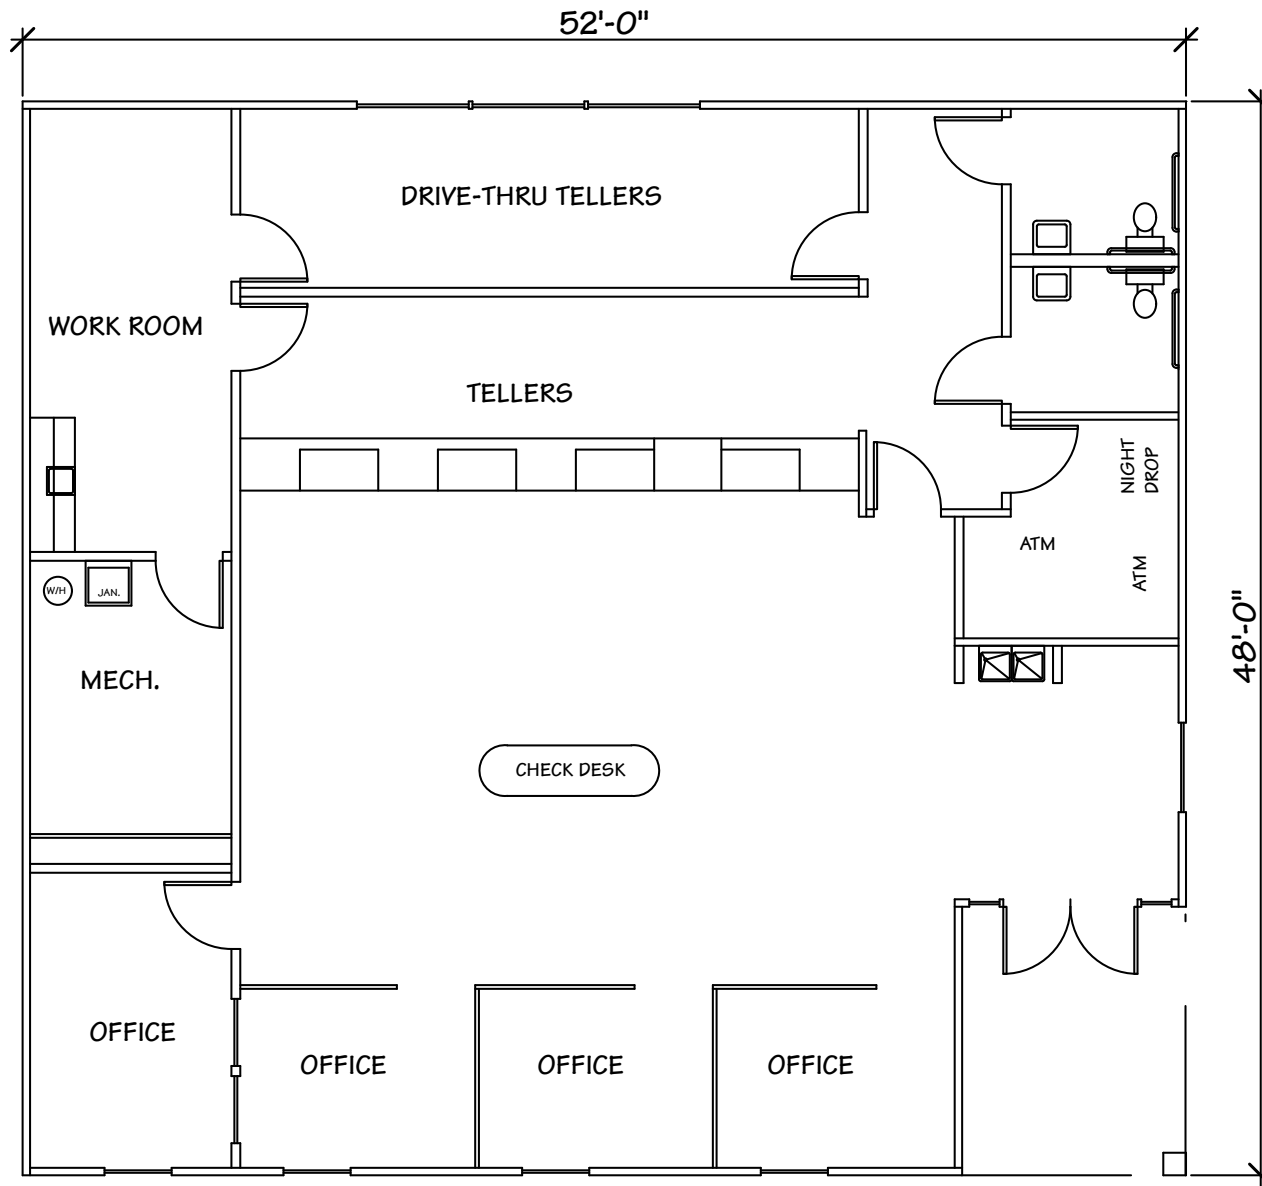 52'-0"
DRIVE-THRU TELLERS
WORK ROOM
TELLERS
NIGHT
DROP
ATM
ATM
W/H
JAN.
48'-0"
MECH.
CHECK DESK
OFFICE
OFFICE
OFFICE
OFFICE